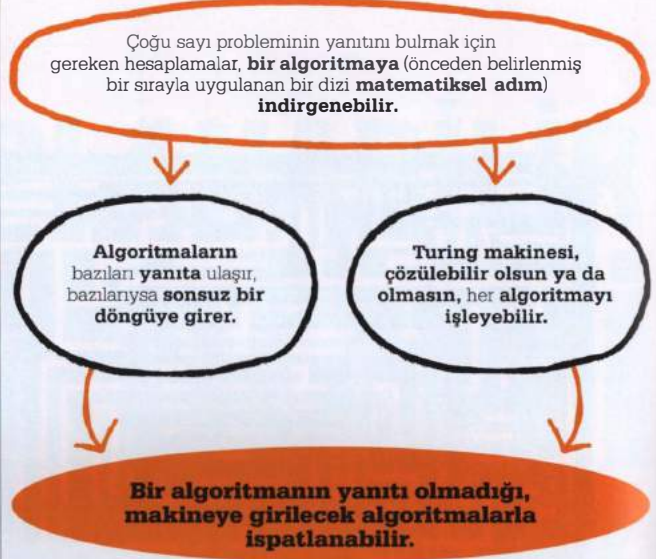 Çoğu sayı probleminin yanıtını bulmak için
gereken hesaplamalar, bir algoritmaya (önceden belirlenmiş
bir sırayla uygulanan bir dizi matematiksel adım)
indirgenebilir.
Algoritmaların
bazıları yanıta ulaşır,
bazılarıysa sonsuz bir
döngüye girer.
Turing makinesi,
çözülebilir olsun ya da
olmasın, her algoritmayı
işleyebilir.
Bir algoritmanın yanıtı olmadığı,
makineye girilecek algoritmalarla
ispatlanabilir.